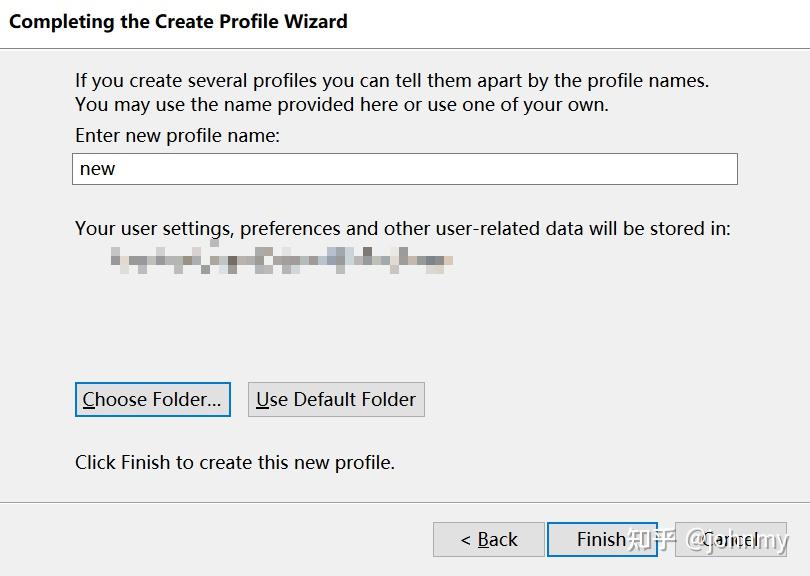 Completing the Create Profile Wizard
If you create several profiles you can tell them apart by the profile names.
You may use the name provided here or use one of your own.
Enter new profile name:
new
Your user settings, preferences and other user-related data will be stored in:
Choose Folder...
Use Default Folder
Click Finish to create this new profile.
< Back
Finish
Cancel
知乎 @johnmy